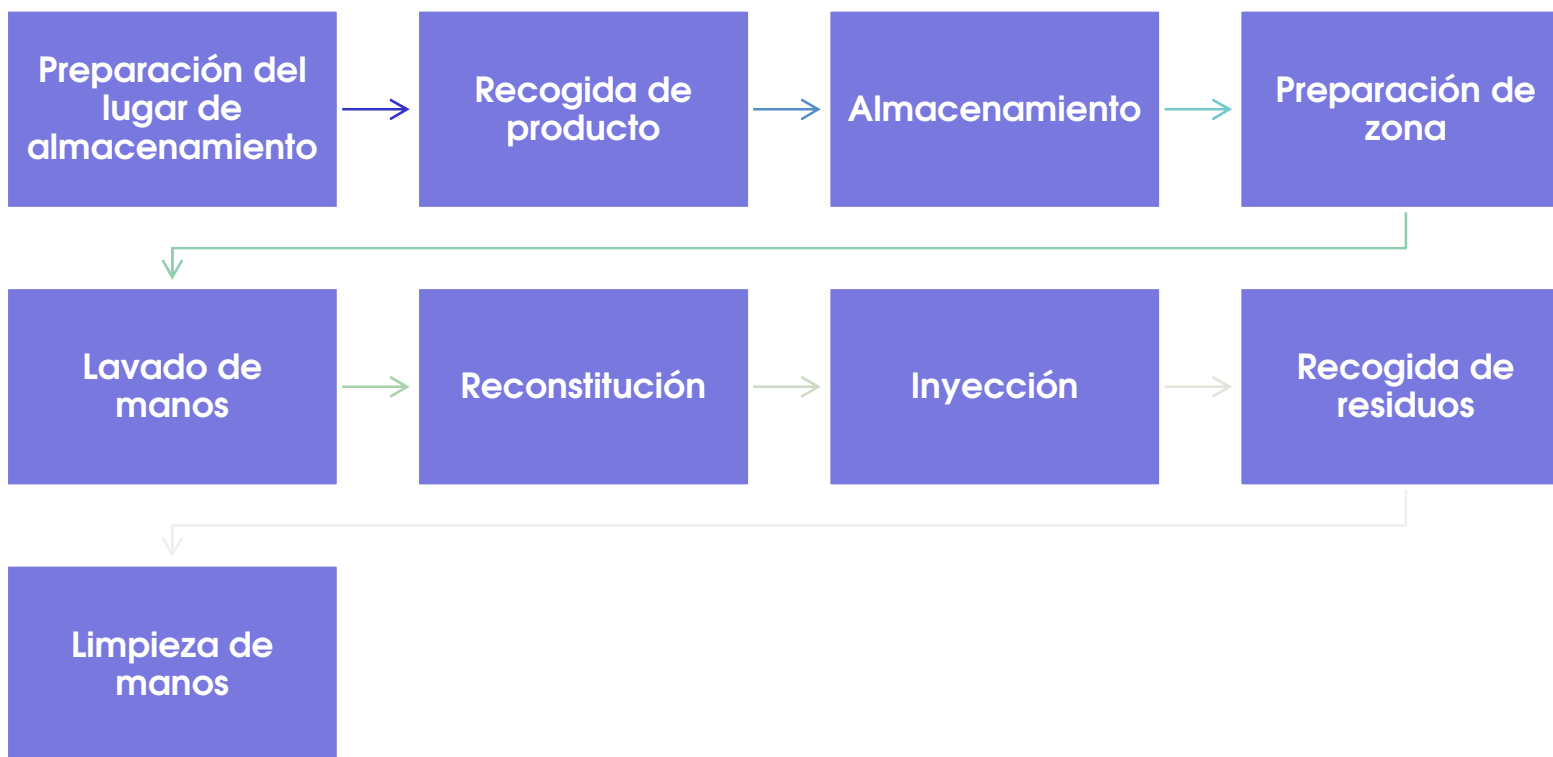 Preparación del
lugar de
almacenamiento
Recogida de
producto
Almacenamiento
Preparación de
zona
Lavado de
manos
Reconstitución
Inyección
Recogida de
residuos
Limpieza de
manos